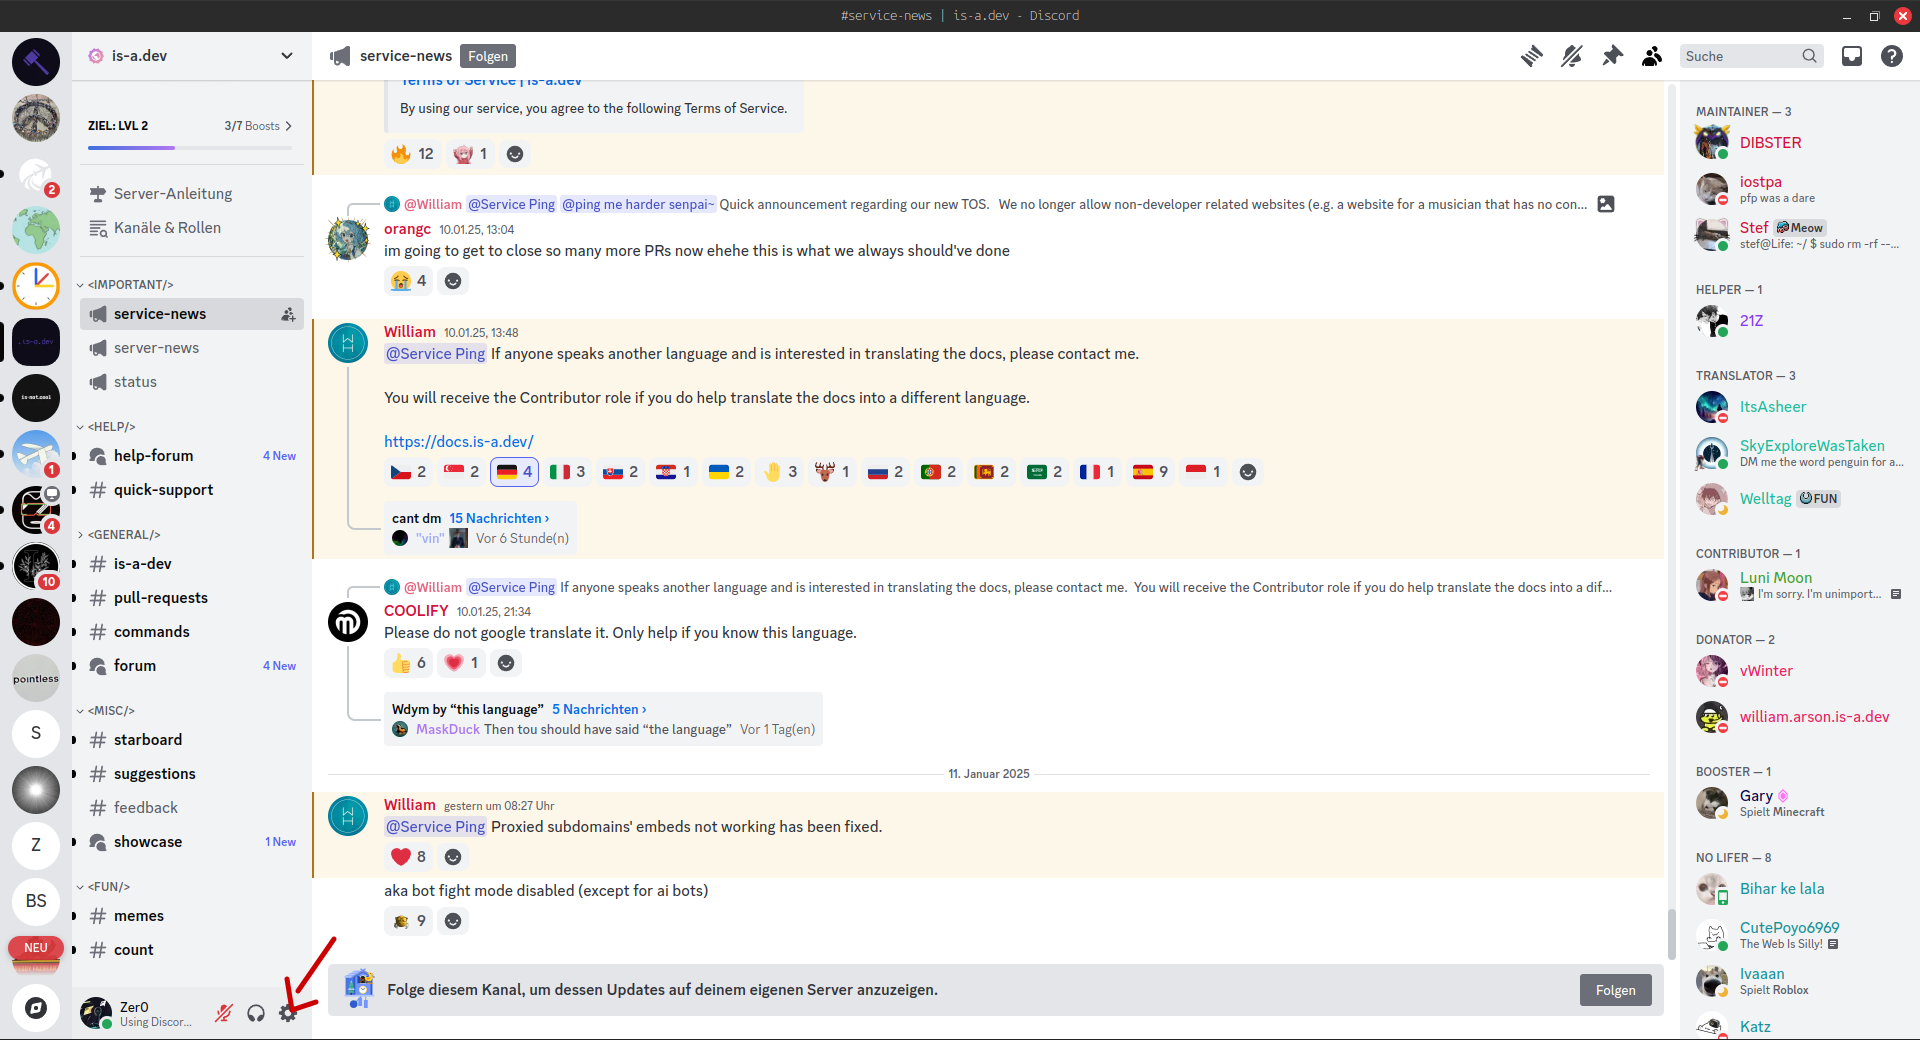 #service-news | is-a.dev - Discord
is-a.dev
ZIEL: LVL 2
3/7 Boosts
Server-Anleitung
Kanäle & Rollen
<IMPORTANT/>
service-news
server-news
status
<HELP/>
help-forum
4 New
quick-support
<GENERAL/>
is-a-dev
pull-requests
commands
forum
4 New
<MISC/>
starboard
suggestions
feedback
showcase
1 New
<FUN/>
memes
count
Zer0
Using Discor...
2
.is-a.dev
is-not.cool
1
4
10
pointless
S
Z
BS
NEU
service-news
Folgen
Suche
Terms of Service | is-a.dev
By using our service, you agree to the following Terms of Service.
12
1
@William @Service Ping @ping me harder senpai~ Quick announcement regarding our new TOS. We no longer allow non-developer related websites (e.g. a website for a musician that has no con...
orangc 10.01.25, 13:04
im going to get to close so many more PRs now ehehe this is what we always should've done
4
William 10.01.25, 13:48
@Service Ping If anyone speaks another language and is interested in translating the docs, please contact me.
You will receive the Contributor role if you do help translate the docs into a different language.
https://docs.is-a.dev/
2 2 4 3 2 1 2 3 1 2 2 2 2 1 9 1
cant dm 15 Nachrichten ›
"vin" Vor 6 Stunde(n)
@William @Service Ping If anyone speaks another language and is interested in translating the docs, please contact me. You will receive the Contributor role if you do help translate the docs into a dif...
COOLIFY 10.01.25, 21:34
Please do not google translate it. Only help if you know this language.
6 1
Wdym by “this language” 5 Nachrichten ›
MaskDuck Then tou should have said “the language” Vor 1 Tag(en)
11. Januar 2025
William gestern um 08:27 Uhr
@Service Ping Proxied subdomains' embeds not working has been fixed.
8
aka bot fight mode disabled (except for ai bots)
9
Folge diesem Kanal, um dessen Updates auf deinem eigenen Server anzuzeigen.
Folgen
MAINTAINER — 3
DIBSTER
iostpa
pfp was a dare
Stef Meow
stef@Life: ~/ $ sudo rm -rf --...
HELPER — 1
21Z
TRANSLATOR — 3
ItsAsheer
SkyExploreWasTaken
DM me the word penguin for a...
Welltag FUN
CONTRIBUTOR — 1
Luni Moon
I'm sorry. I'm unimport...
DONATOR — 2
vWinter
william.arson.is-a.dev
BOOSTER — 1
Gary
Spielt Minecraft
NO LIFER — 8
Bihar ke lala
CutePoyo6969
The Web Is Silly!
Ivaaan
Spielt Roblox
Katz